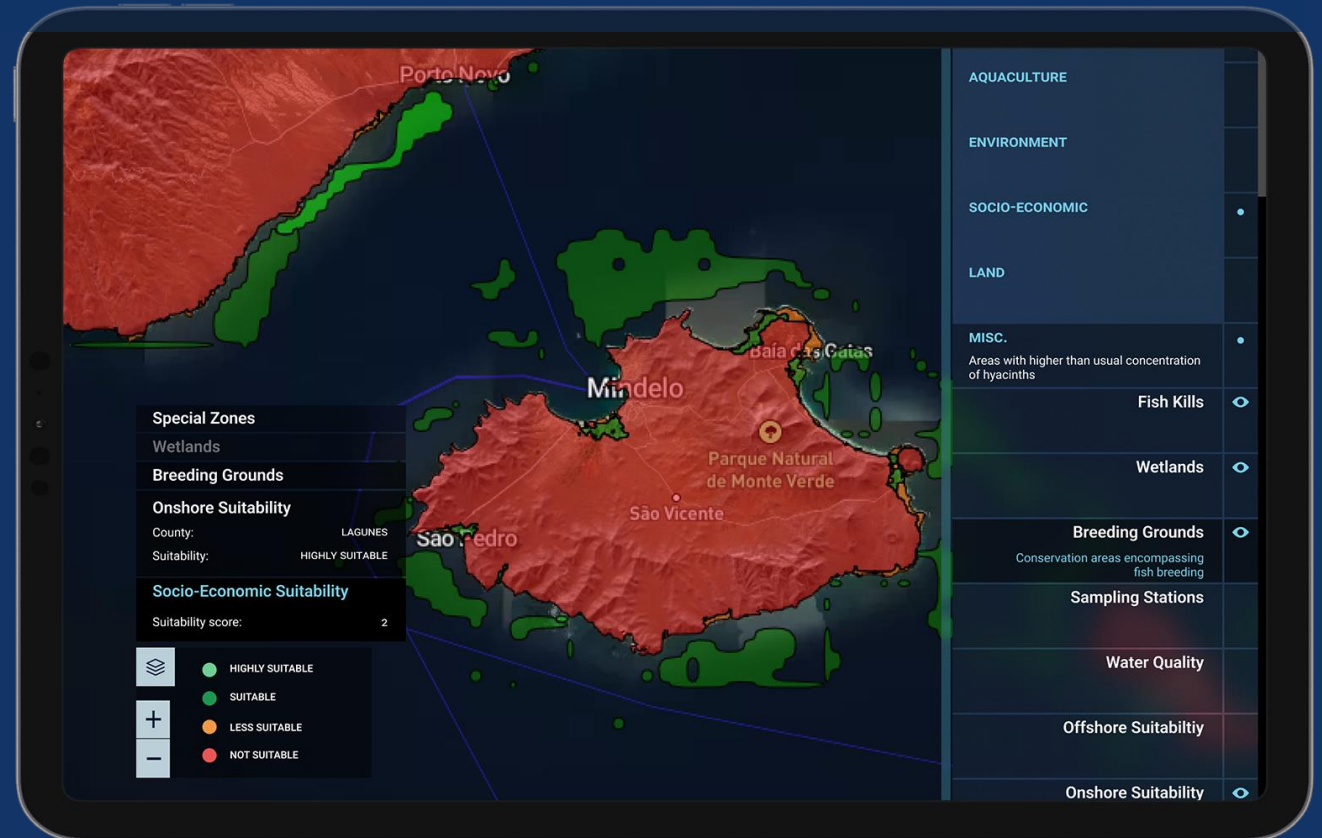 Porto Novo
Mindelo
Baía das Gatas
Parque Natural
de Monte Verde
São Vicente
São Pedro
Special Zones
Wetlands
Breeding Grounds
Onshore Suitability
County: LAGUNES
Suitability: HIGHLY SUITABLE
Socio-Economic Suitability
Suitability score: 2
+
−
HIGHLY SUITABLE
SUITABLE
LESS SUITABLE
NOT SUITABLE
AQUACULTURE
ENVIRONMENT
SOCIO-ECONOMIC
LAND
MISC.
Areas with higher than usual concentration
of hyacinths
Fish Kills
Wetlands
Breeding Grounds
Conservation areas encompassing
fish breeding
Sampling Stations
Water Quality
Offshore Suitabiltiy
Onshore Suitability